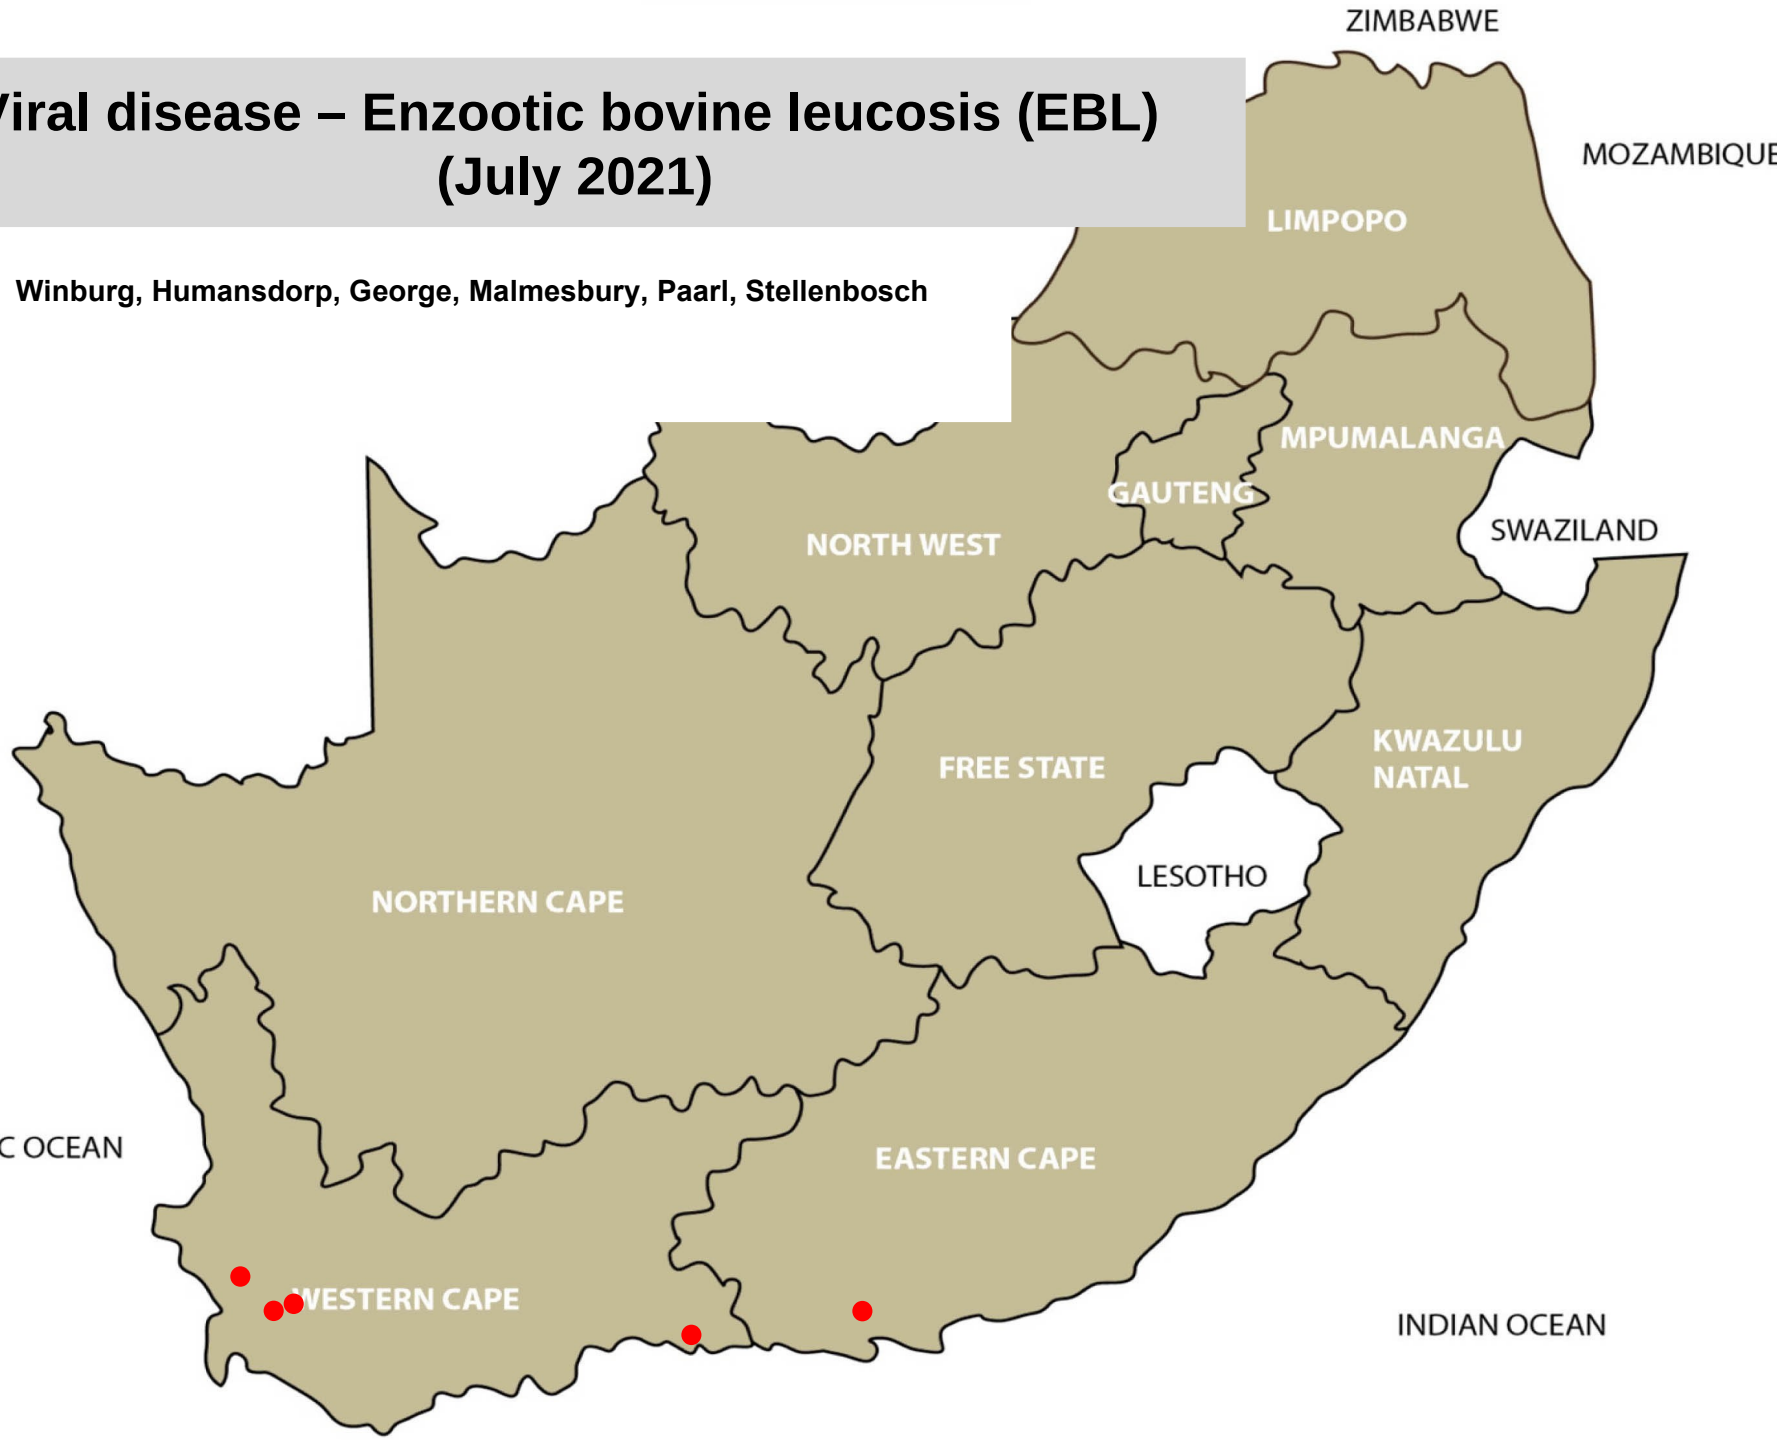 ZIMBABWE
Viral disease – Enzootic bovine leucosis (EBL)
(July 2021)
MOZAMBIQUE
LIMPOPO
Winburg, Humansdorp, George, Malmesbury, Paarl, Stellenbosch
MPUMALANGA
GAUTENG
NORTH WEST
SWAZILAND
KWAZULU
NATAL
FREE STATE
LESOTHO
NORTHERN CAPE
C OCEAN
EASTERN CAPE
WESTERN CAPE
INDIAN OCEAN